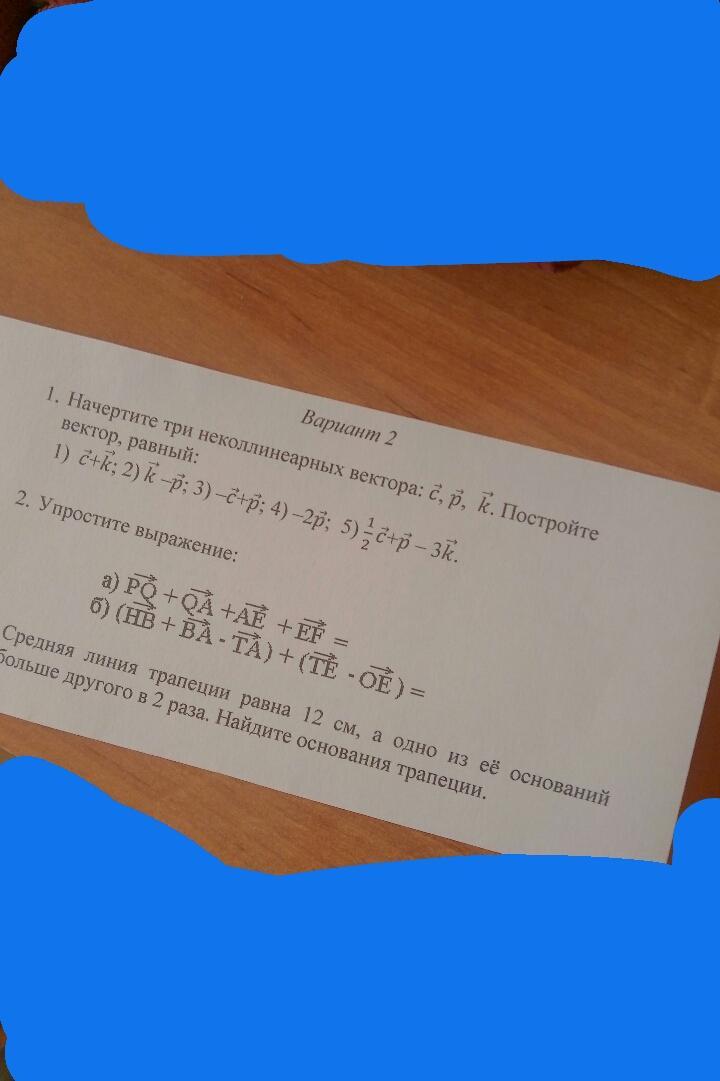 Вариант 2
1. Начертите три неколлинеарных вектора: c⃗, p⃗, k⃗. Постройте
вектор, равный:
1) c⃗+k⃗; 2) k⃗ –p⃗; 3) –c⃗+p⃗; 4) –2p⃗; 5) ½c⃗+p⃗ – 3k⃗.
2. Упростите выражение:
а) PQ⃗ + QA⃗ +AE⃗ + EF⃗ =
б) (HB⃗ + BA⃗ - TA⃗) + (TE⃗ - OE⃗) =
Средняя линия трапеции равна 12 см, а одно из её оснований
больше другого в 2 раза. Найдите основания трапеции.